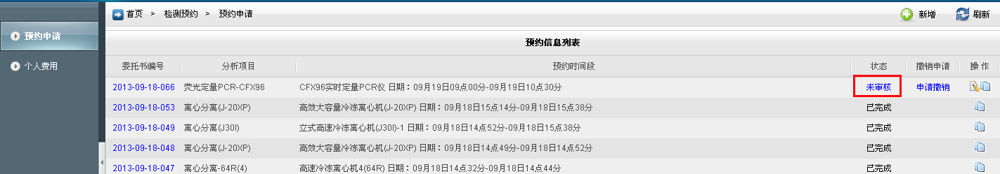 首页 > 检测预约 > 预约申请 新增 刷新
预约申请
个人费用
预约信息列表
委托书编号 分析项目 预约时间段 状态 撤销申请 操 作
2013-09-18-066 荧光定量PCR-CFX96 CFX96实时定量PCR仪 日期：09月19日09点00分-09月19日10点30分 未审核 申请撤销
2013-09-18-053 离心分离(J-20XP) 高效大容量冷冻离心机(J-20XP) 日期：09月18日15点14分-09月18日15点38分 已完成
2013-09-18-049 离心分离(J30I) 立式高速冷冻离心机(J30I)-1 日期：09月18日14点52分-09月18日15点38分 已完成
2013-09-18-048 离心分离(J-20XP) 高效大容量冷冻离心机(J-20XP) 日期：09月18日14点49分-09月18日14点52分 已完成
2013-09-18-047 离心分离-64R(4) 高速冷冻离心机4(64R) 日期：09月18日14点32分-09月18日14点44分 已完成